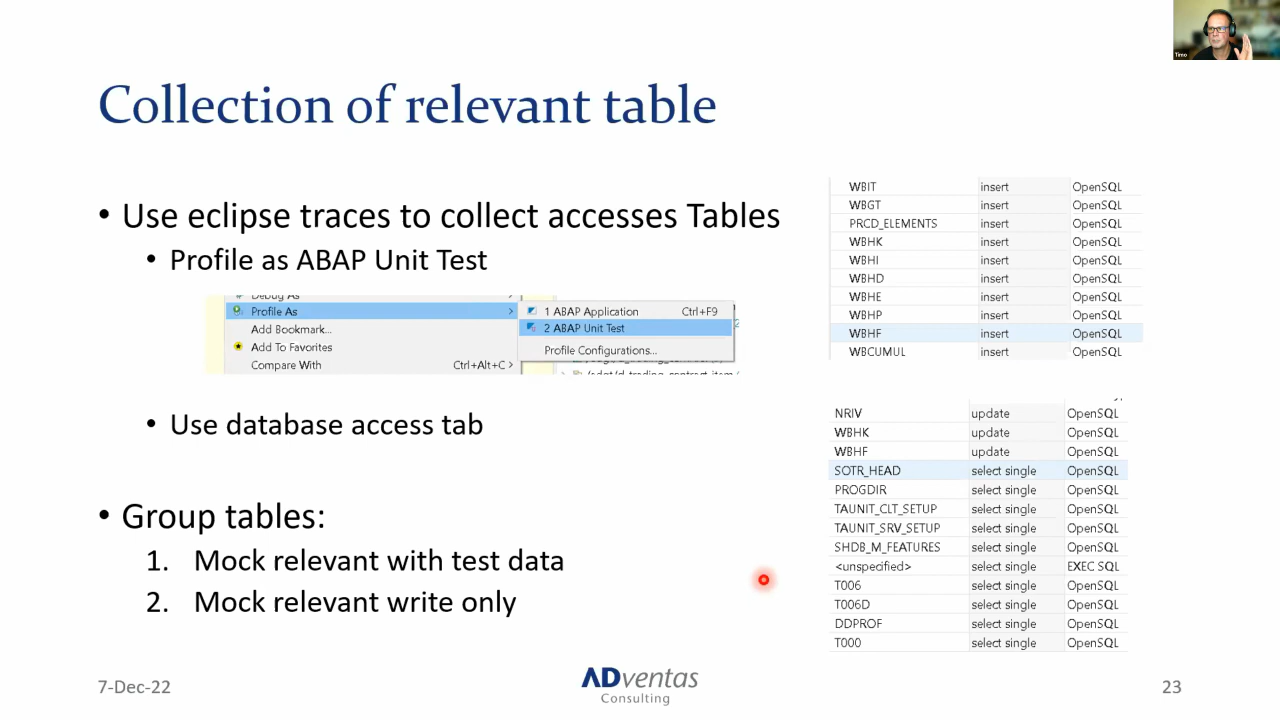 Timo
Collection of relevant table
• Use eclipse traces to collect accesses Tables
• Profile as ABAP Unit Test
Debug As
Profile As
Add Bookmark...
Add To Favorites
Compare With Ctrl+Alt+C
1 ABAP Application Ctrl+F9
2 ABAP Unit Test
Profile Configurations...
• Use database access tab
• Group tables:
1. Mock relevant with test data
2. Mock relevant write only
WBIT insert OpenSQL
WBGT insert OpenSQL
PRCD_ELEMENTS insert OpenSQL
WBHK insert OpenSQL
WBHI insert OpenSQL
WBHD insert OpenSQL
WBHE insert OpenSQL
WBHP insert OpenSQL
WBHF insert OpenSQL
WBCUMUL insert OpenSQL
NRIV update OpenSQL
WBHK update OpenSQL
WBHF update OpenSQL
SOTR_HEAD select single OpenSQL
PROGDIR select single OpenSQL
TAUNIT_CLT_SETUP select single OpenSQL
TAUNIT_SRV_SETUP select single OpenSQL
SHDB_M_FEATURES select single OpenSQL
<unspecified> select single EXEC SQL
T006 select single OpenSQL
T006D select single OpenSQL
DDPROF select single OpenSQL
T000 select single OpenSQL
7-Dec-22
ADventas
Consulting
23